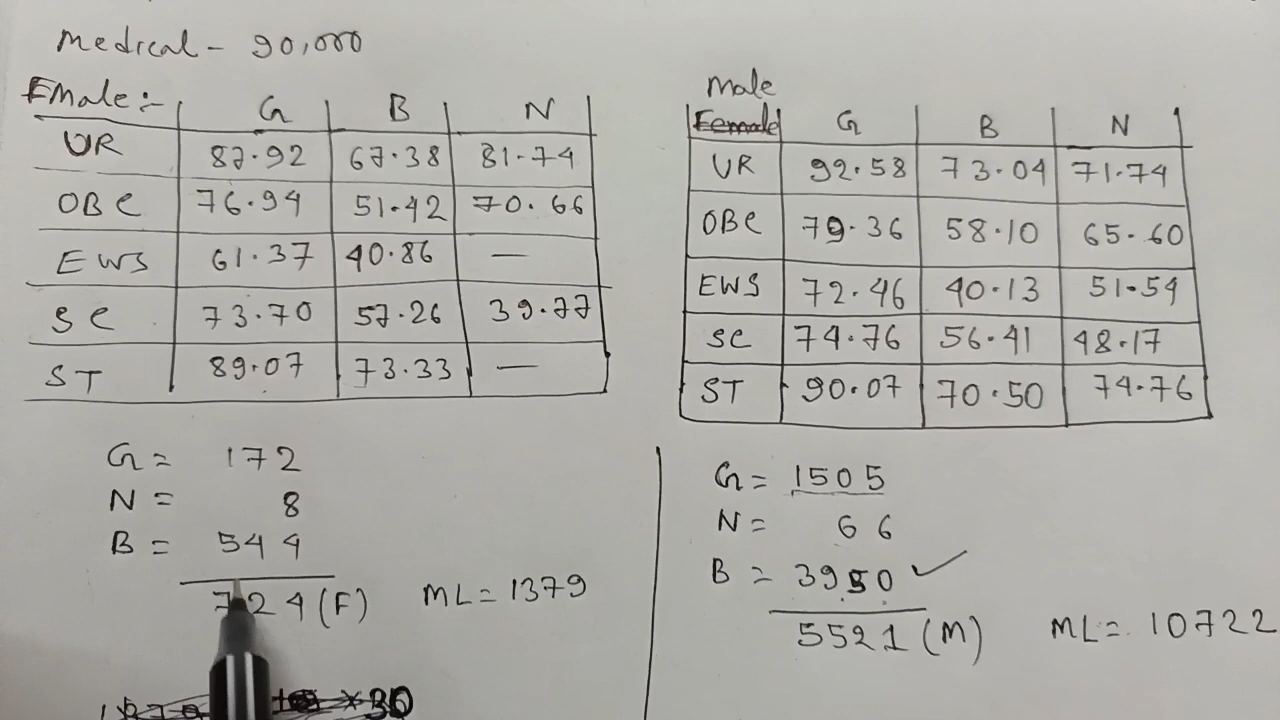 Medical - 90,000
Female :- G B N
UR 87.92 67.38 81.74
OBC 76.94 51.42 70.66
EWS 61.37 40.86 —
SC 73.70 57.26 39.77
ST 89.07 73.33 —
G = 172
N = 8
B = 544
724 (F) ML = 1379
Male
Female G B N
UR 92.58 73.04 71.74
OBC 79.36 58.10 65.60
EWS 72.46 40.13 51.54
SC 74.76 56.41 48.17
ST 90.07 70.50 74.76
G = 1505
N = 66
B = 3950 ✓
5521 (M) ML = 10722
× 30